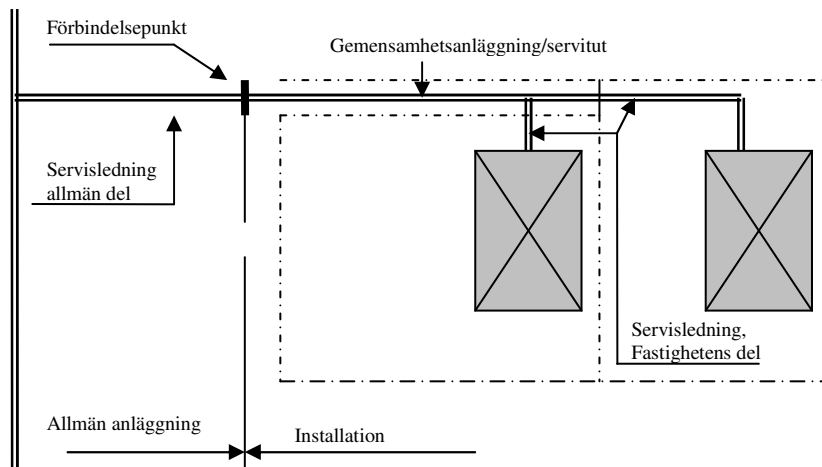 Förbindelsepunkt
Gemensamhetsanläggning/servitut
Servisledning
allmän del
Servisledning,
Fastighetens del
Allmän anläggning
Installation